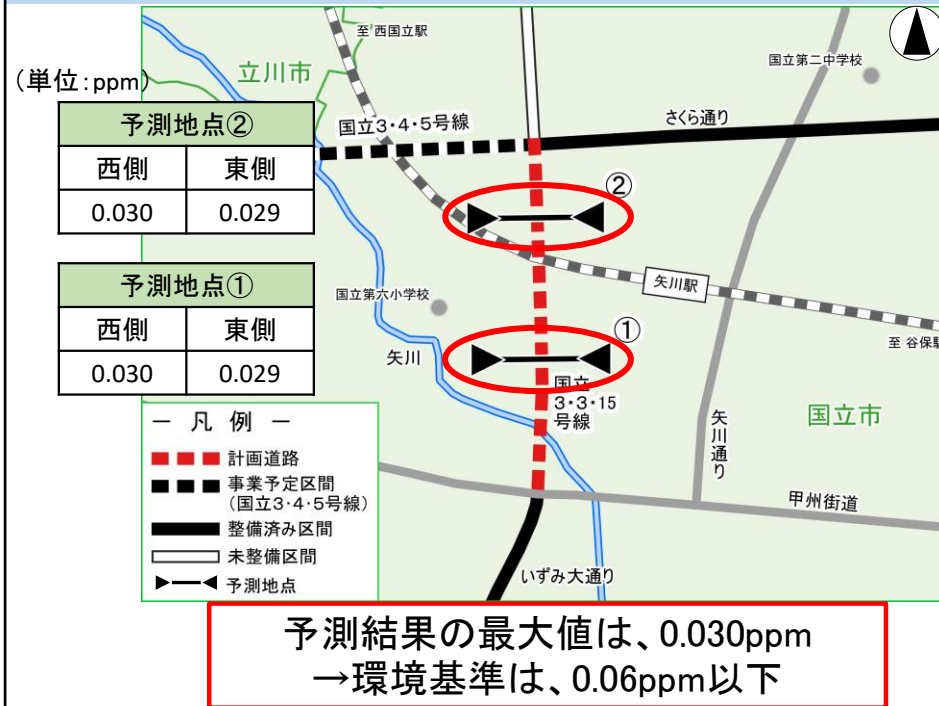 (単位:ppm)
予測地点②
西側 東側
0.030 0.029
予測地点①
西側 東側
0.030 0.029
至 西国立駅
立川市
国立第二中学校
国立3・4・5号線
さくら通り
②
矢川駅
国立第六小学校
①
至 谷保駅
矢川
国立
3・3・15
号線
矢川通り
国立市
甲州街道
いずみ大通り
― 凡 例 ―
計画道路
事業予定区間
(国立3・4・5号線)
整備済み区間
未整備区間
予測地点
予測結果の最大値は、0.030ppm
→環境基準は、0.06ppm以下